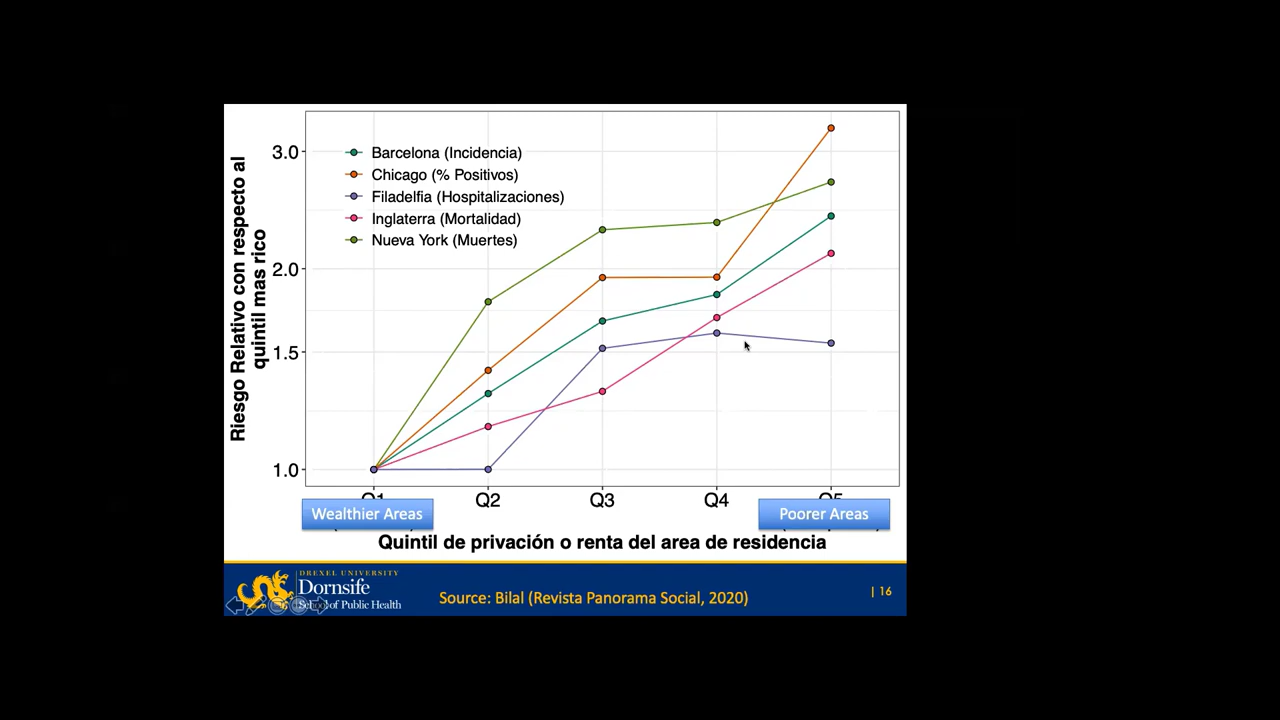 Riesgo Relativo con respecto al
quintil mas rico
3.0
2.0
1.5
1.0
Barcelona (Incidencia)
Chicago (% Positivos)
Filadelfia (Hospitalizaciones)
Inglaterra (Mortalidad)
Nueva York (Muertes)
Q1
Q2
Q3
Q4
Q5
Wealthier Areas
Poorer Areas
Quintil de privación o renta del area de residencia
DREXEL UNIVERSITY
Dornsife
School of Public Health
Source: Bilal (Revista Panorama Social, 2020)
| 16